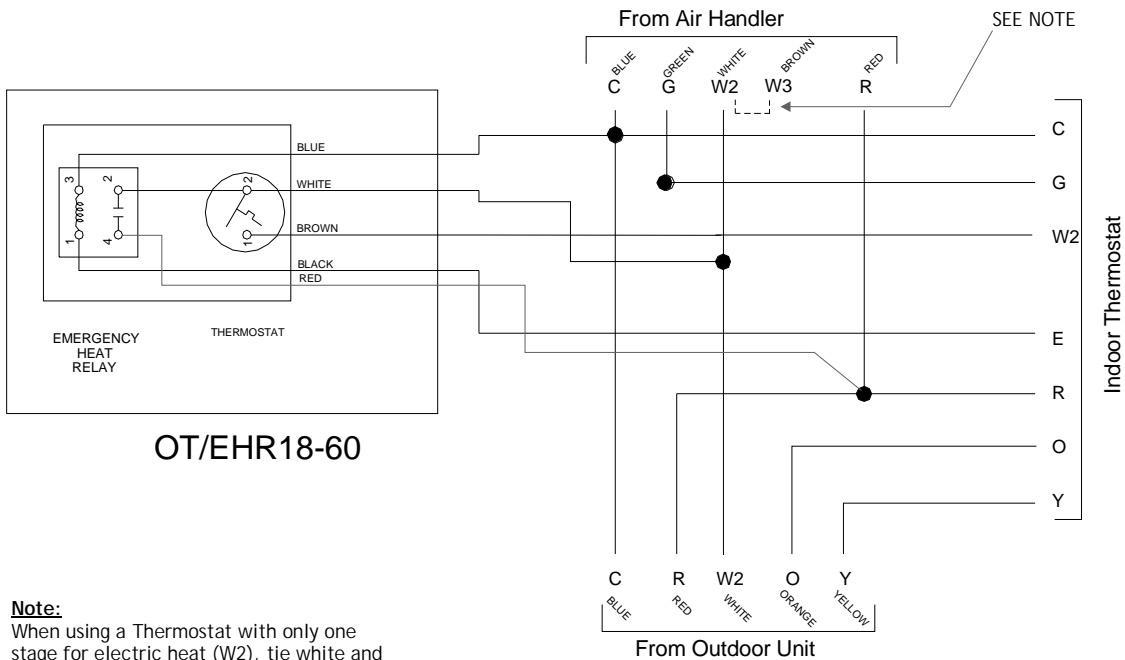 From Air Handler
SEE NOTE
BLUE
GREEN
WHITE
BROWN
RED
C
G
W2
W3
R
C
G
W2
E
R
O
Y
Indoor Thermostat
BLUE
WHITE
BROWN
BLACK
RED
3
2
1
4
2
1
EMERGENCY
HEAT
RELAY
THERMOSTAT
OT/EHR18-60
C
R
W2
O
Y
BLUE
RED
WHITE
ORANGE
YELLOW
From Outdoor Unit
Note:
When using a Thermostat with only one
stage for electric heat (W2), tie white and